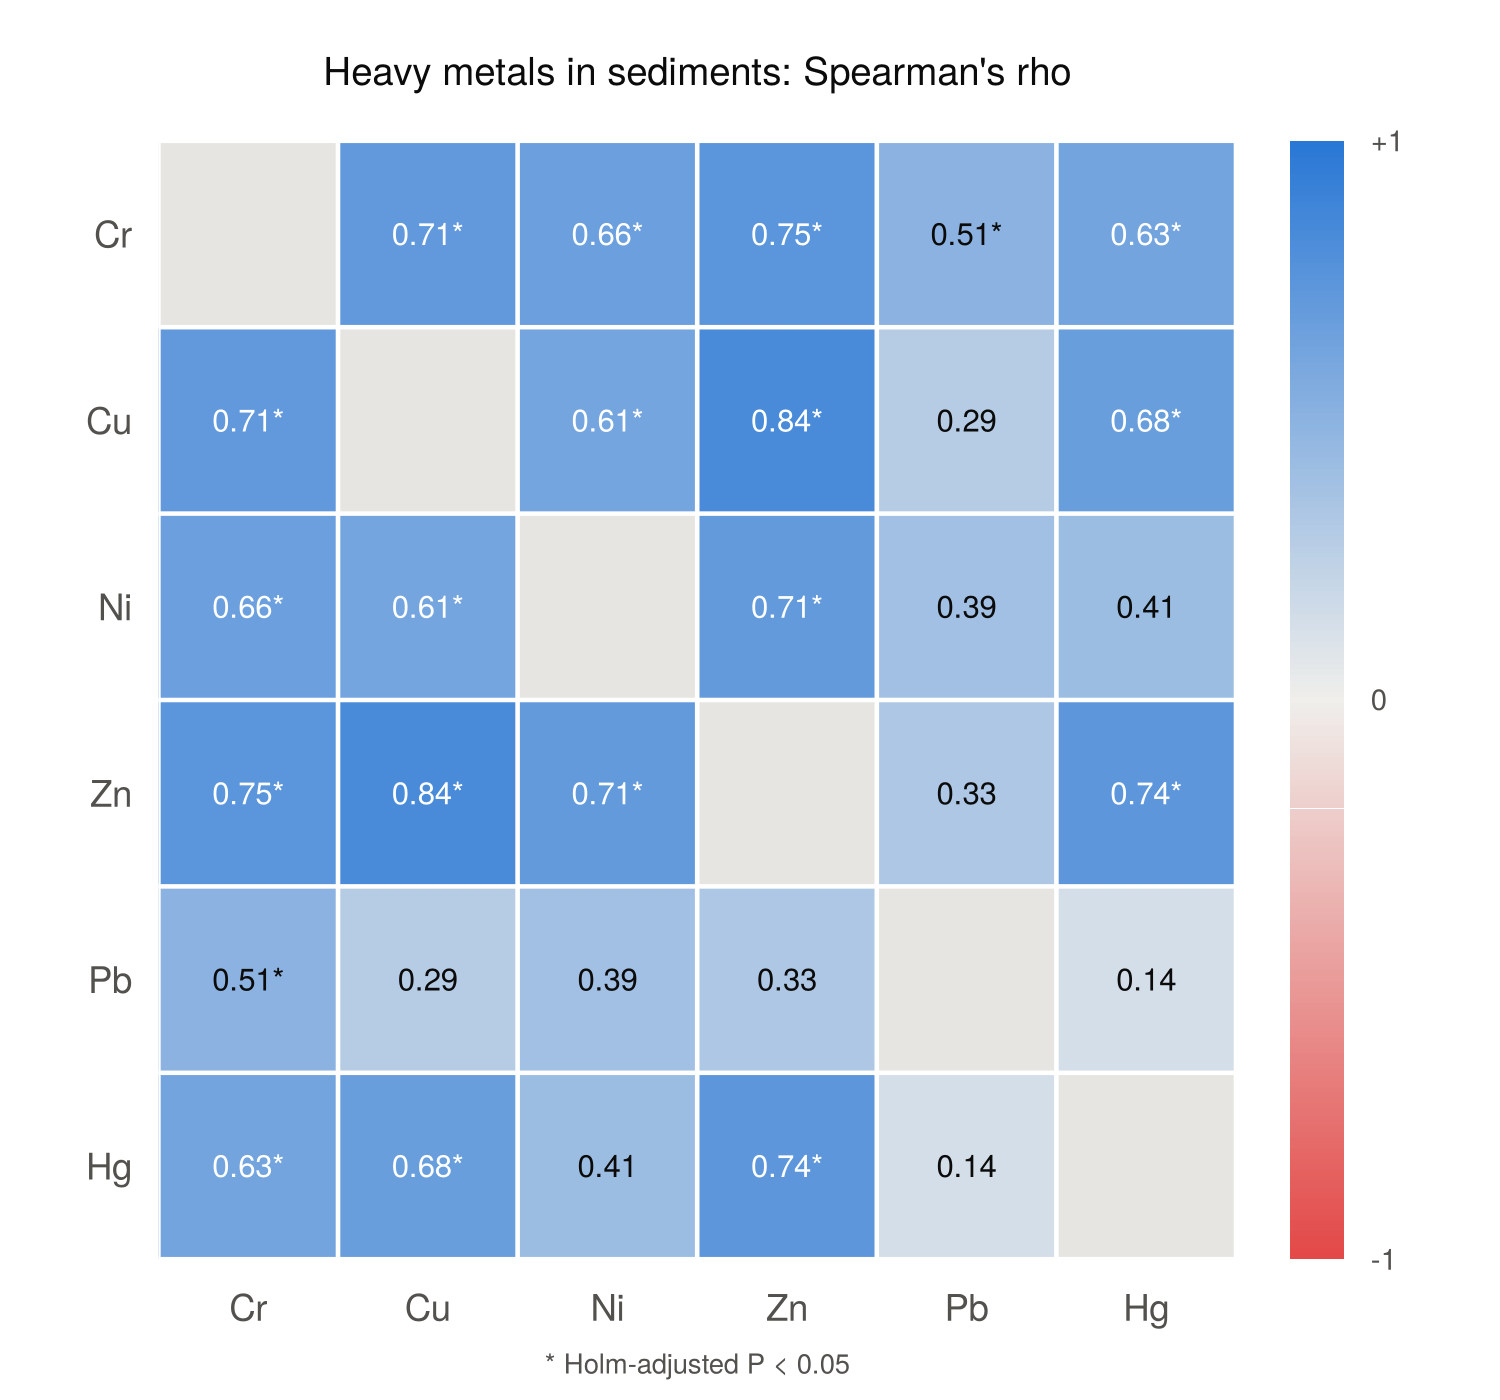 Heavy metals in sediments: Spearman's rho
+1
Cr 0.71* 0.66* 0.75* 0.51* 0.63*
Cu 0.71* 0.61* 0.84* 0.29 0.68*
Ni 0.66* 0.61* 0.71* 0.39 0.41
0
Zn 0.75* 0.84* 0.71* 0.33 0.74*
Pb 0.51* 0.29 0.39 0.33 0.14
Hg 0.63* 0.68* 0.41 0.74* 0.14
-1
Cr Cu Ni Zn Pb Hg
* Holm-adjusted P < 0.05